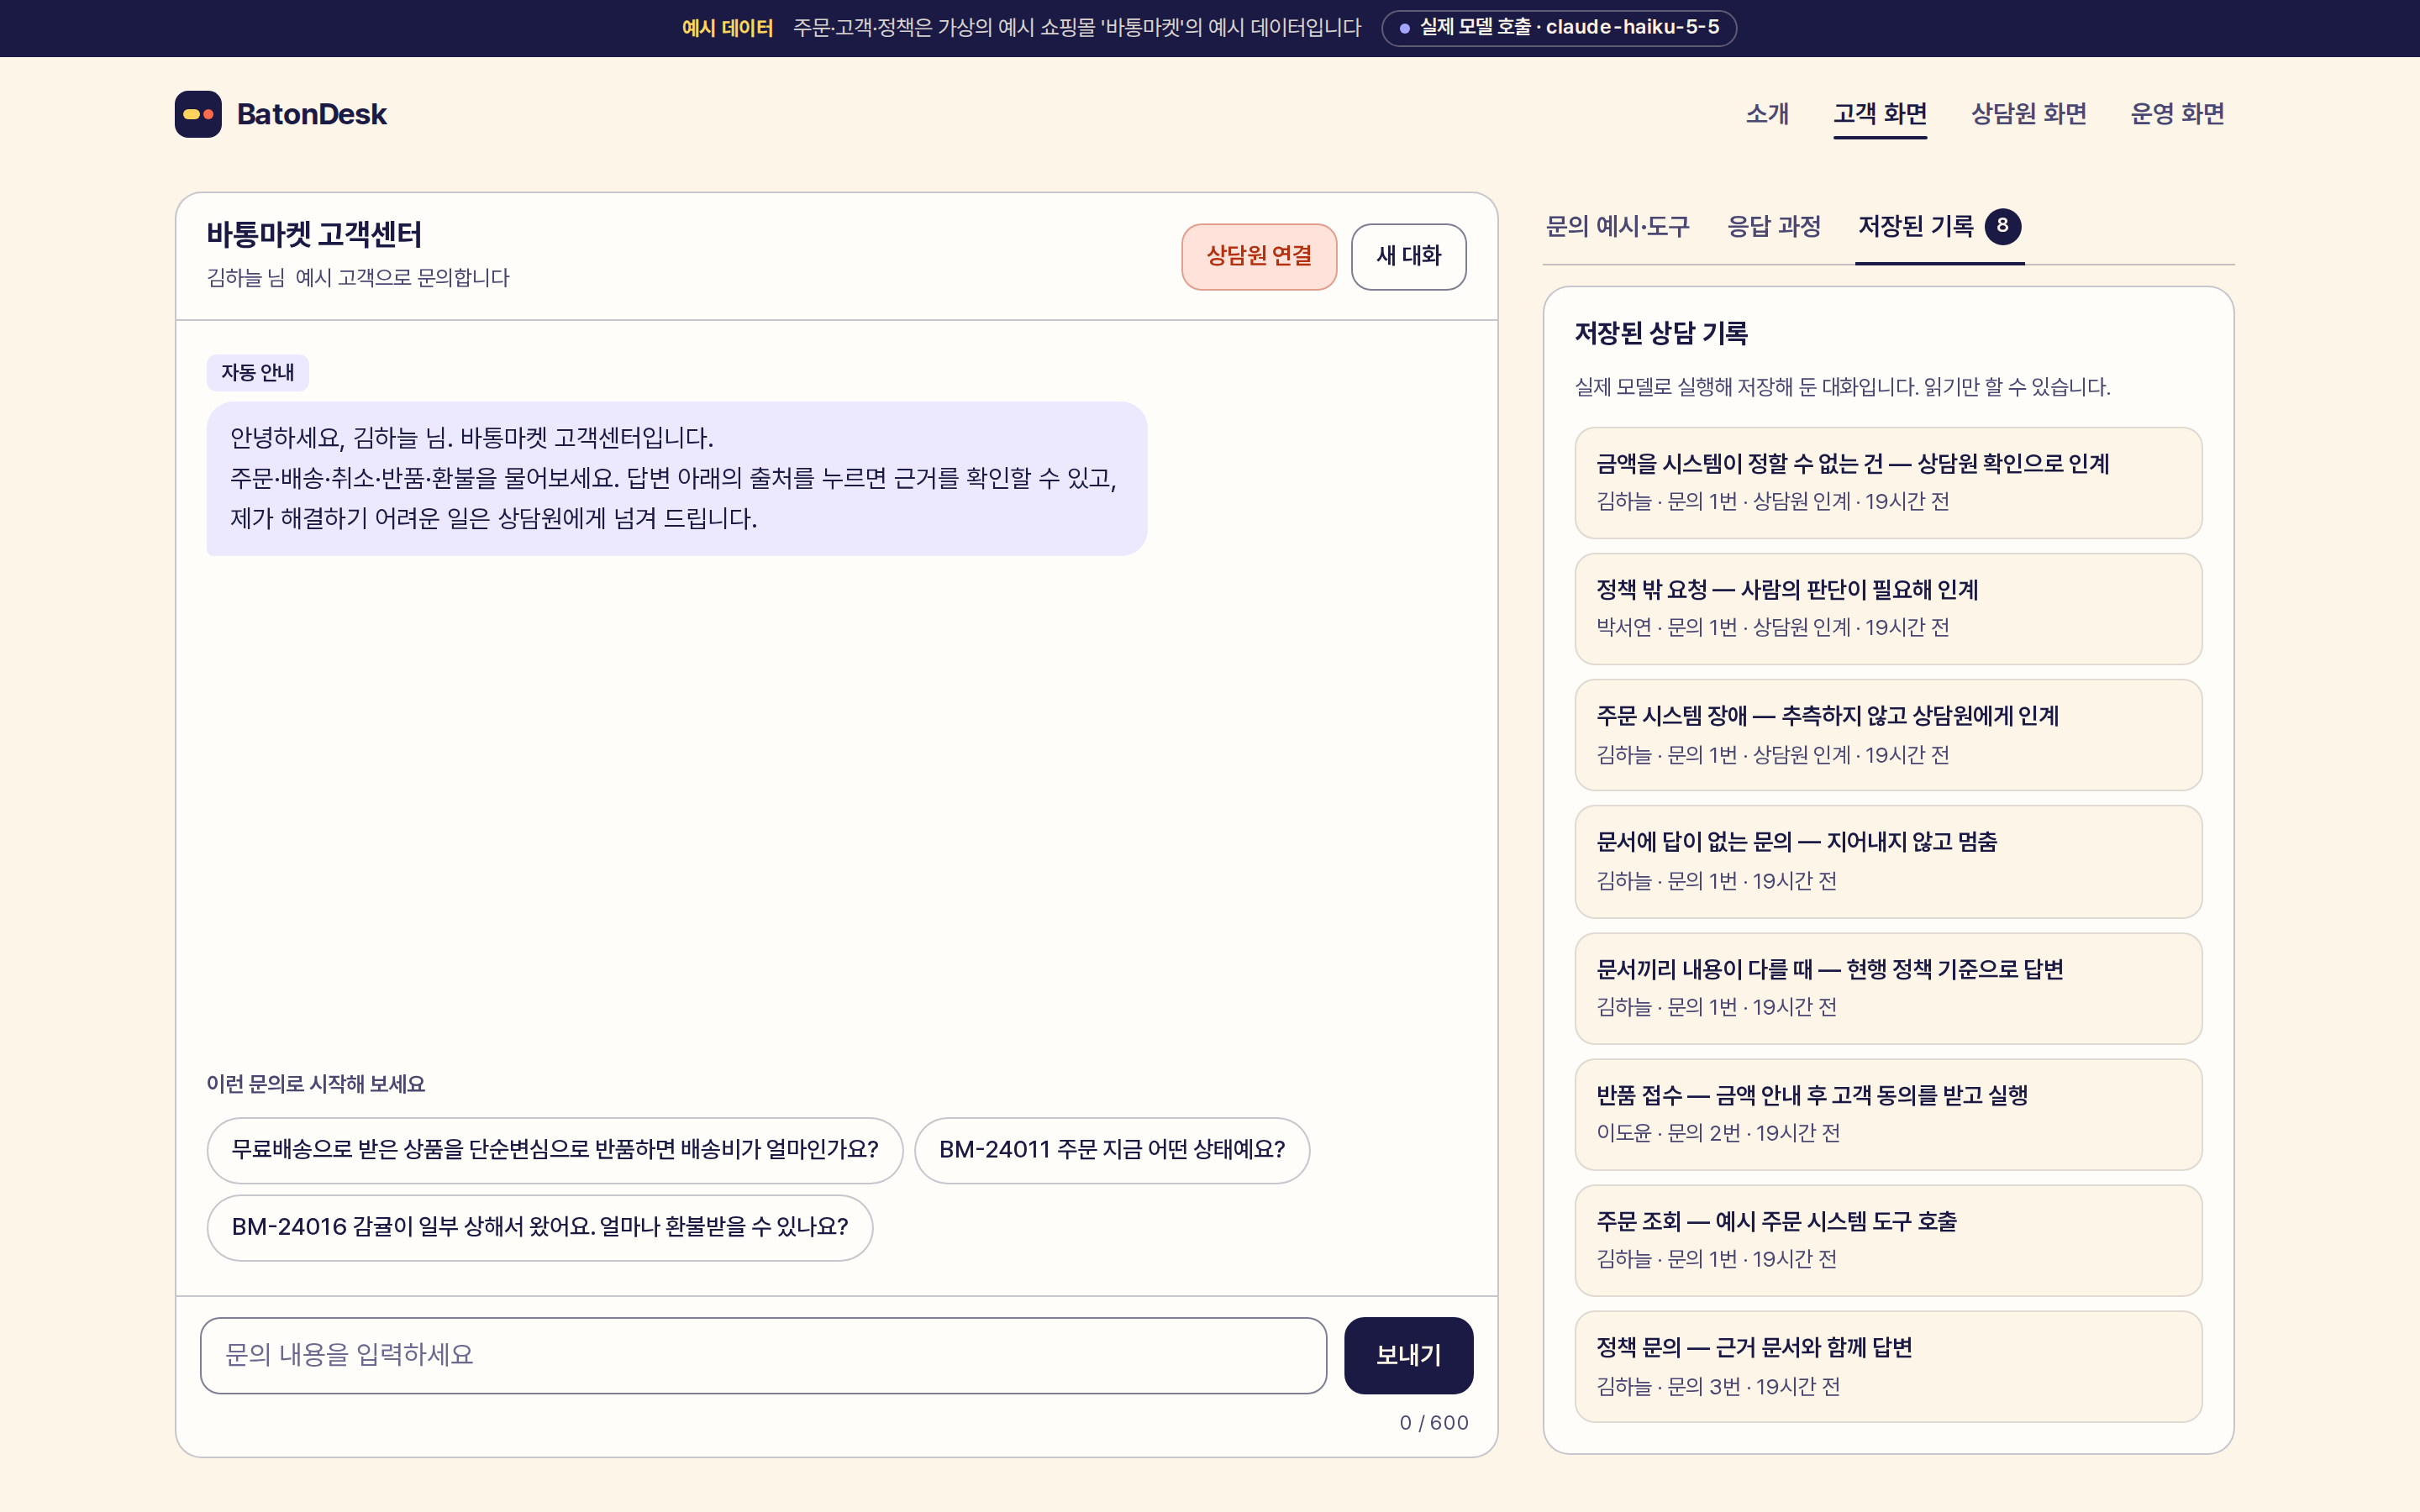 예시 데이터 주문·고객·정책은 가상의 예시 쇼핑몰 '바통마켓'의 예시 데이터입니다 실제 모델 호출 · claude-haiku-5-5
BatonDesk
소개 고객 화면 상담원 화면 운영 화면
바통마켓 고객센터
김하늘 님 예시 고객으로 문의합니다
상담원 연결 새 대화
자동 안내
안녕하세요, 김하늘 님. 바통마켓 고객센터입니다.
주문·배송·취소·반품·환불을 물어보세요. 답변 아래의 출처를 누르면 근거를 확인할 수 있고,
제가 해결하기 어려운 일은 상담원에게 넘겨 드립니다.
이런 문의로 시작해 보세요
무료배송으로 받은 상품을 단순변심으로 반품하면 배송비가 얼마인가요?
BM-24011 주문 지금 어떤 상태예요?
BM-24016 감귤이 일부 상해서 왔어요. 얼마나 환불받을 수 있나요?
문의 내용을 입력하세요
보내기
0 / 600
문의 예시·도구 응답 과정 저장된 기록 8
저장된 상담 기록
실제 모델로 실행해 저장해 둔 대화입니다. 읽기만 할 수 있습니다.
금액을 시스템이 정할 수 없는 건 — 상담원 확인으로 인계
김하늘 · 문의 1번 · 상담원 인계 · 19시간 전
정책 밖 요청 — 사람의 판단이 필요해 인계
박서연 · 문의 1번 · 상담원 인계 · 19시간 전
주문 시스템 장애 — 추측하지 않고 상담원에게 인계
김하늘 · 문의 1번 · 상담원 인계 · 19시간 전
문서에 답이 없는 문의 — 지어내지 않고 멈춤
김하늘 · 문의 1번 · 19시간 전
문서끼리 내용이 다를 때 — 현행 정책 기준으로 답변
김하늘 · 문의 1번 · 19시간 전
반품 접수 — 금액 안내 후 고객 동의를 받고 실행
이도윤 · 문의 2번 · 19시간 전
주문 조회 — 예시 주문 시스템 도구 호출
김하늘 · 문의 1번 · 19시간 전
정책 문의 — 근거 문서와 함께 답변
김하늘 · 문의 3번 · 19시간 전